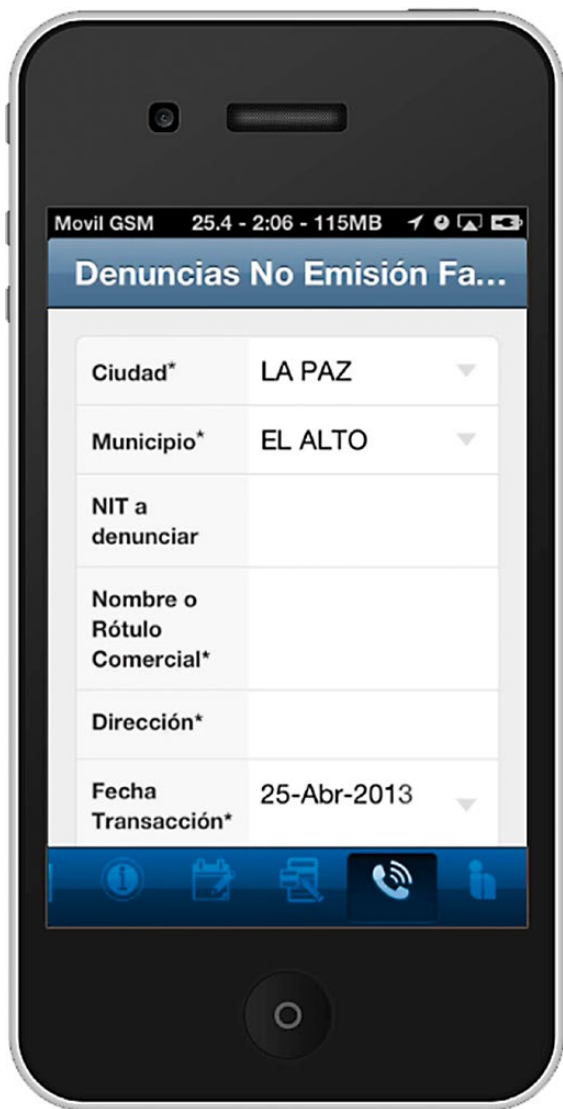 Movil GSM 25.4 - 2:06 - 115MB
Denuncias No Emisión Fa...
Ciudad* LA PAZ
Municipio* EL ALTO
NIT a
denunciar
Nombre o
Rótulo
Comercial*
Dirección*
Fecha 25-Abr-2013
Transacción*